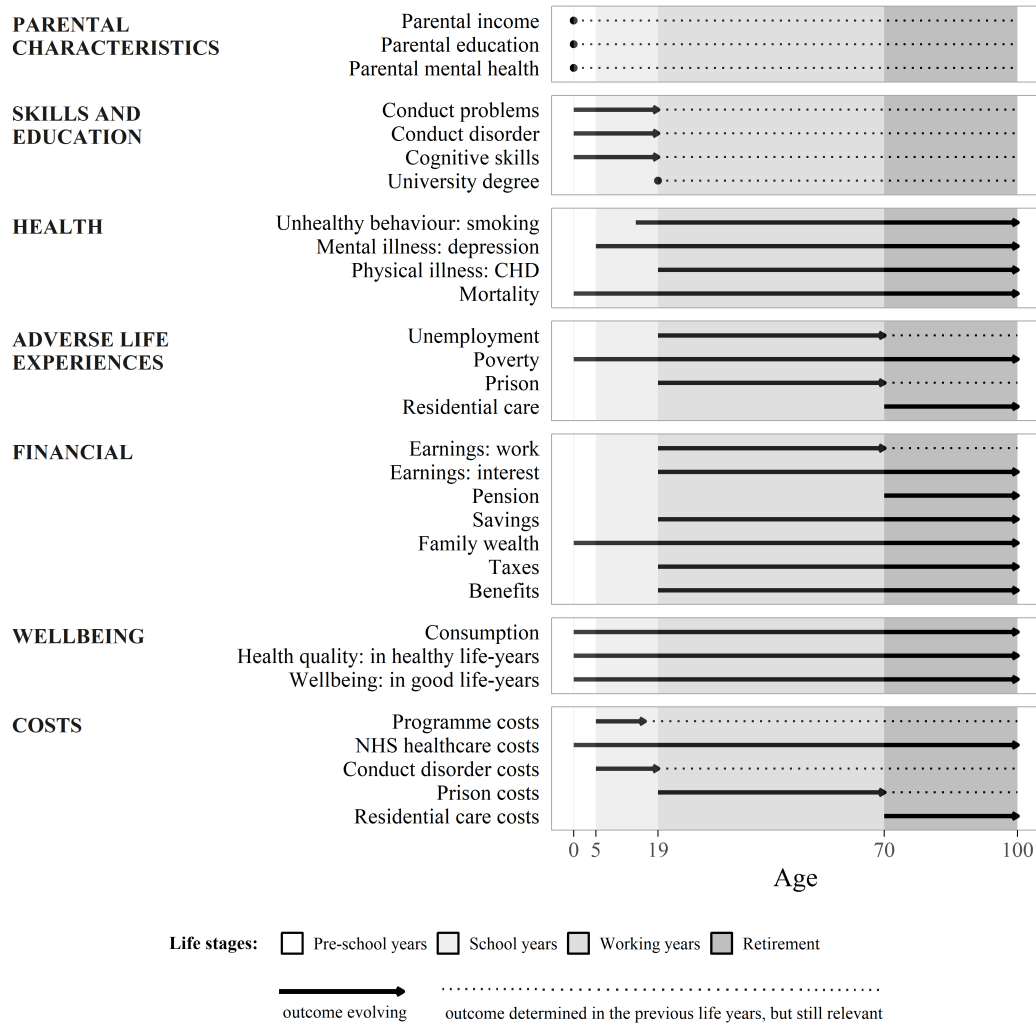 PARENTAL
CHARACTERISTICS
Parental income
Parental education
Parental mental health
SKILLS AND
EDUCATION
Conduct problems
Conduct disorder
Cognitive skills
University degree
HEALTH
Unhealthy behaviour: smoking
Mental illness: depression
Physical illness: CHD
Mortality
ADVERSE LIFE
EXPERIENCES
Unemployment
Poverty
Prison
Residential care
FINANCIAL
Earnings: work
Earnings: interest
Pension
Savings
Family wealth
Taxes
Benefits
WELLBEING
Consumption
Health quality: in healthy life-years
Wellbeing: in good life-years
COSTS
Programme costs
NHS healthcare costs
Conduct disorder costs
Prison costs
Residential care costs
0 5 19 70 100
Age
Life stages: Pre-school years School years Working years Retirement
outcome evolving outcome determined in the previous life years, but still relevant